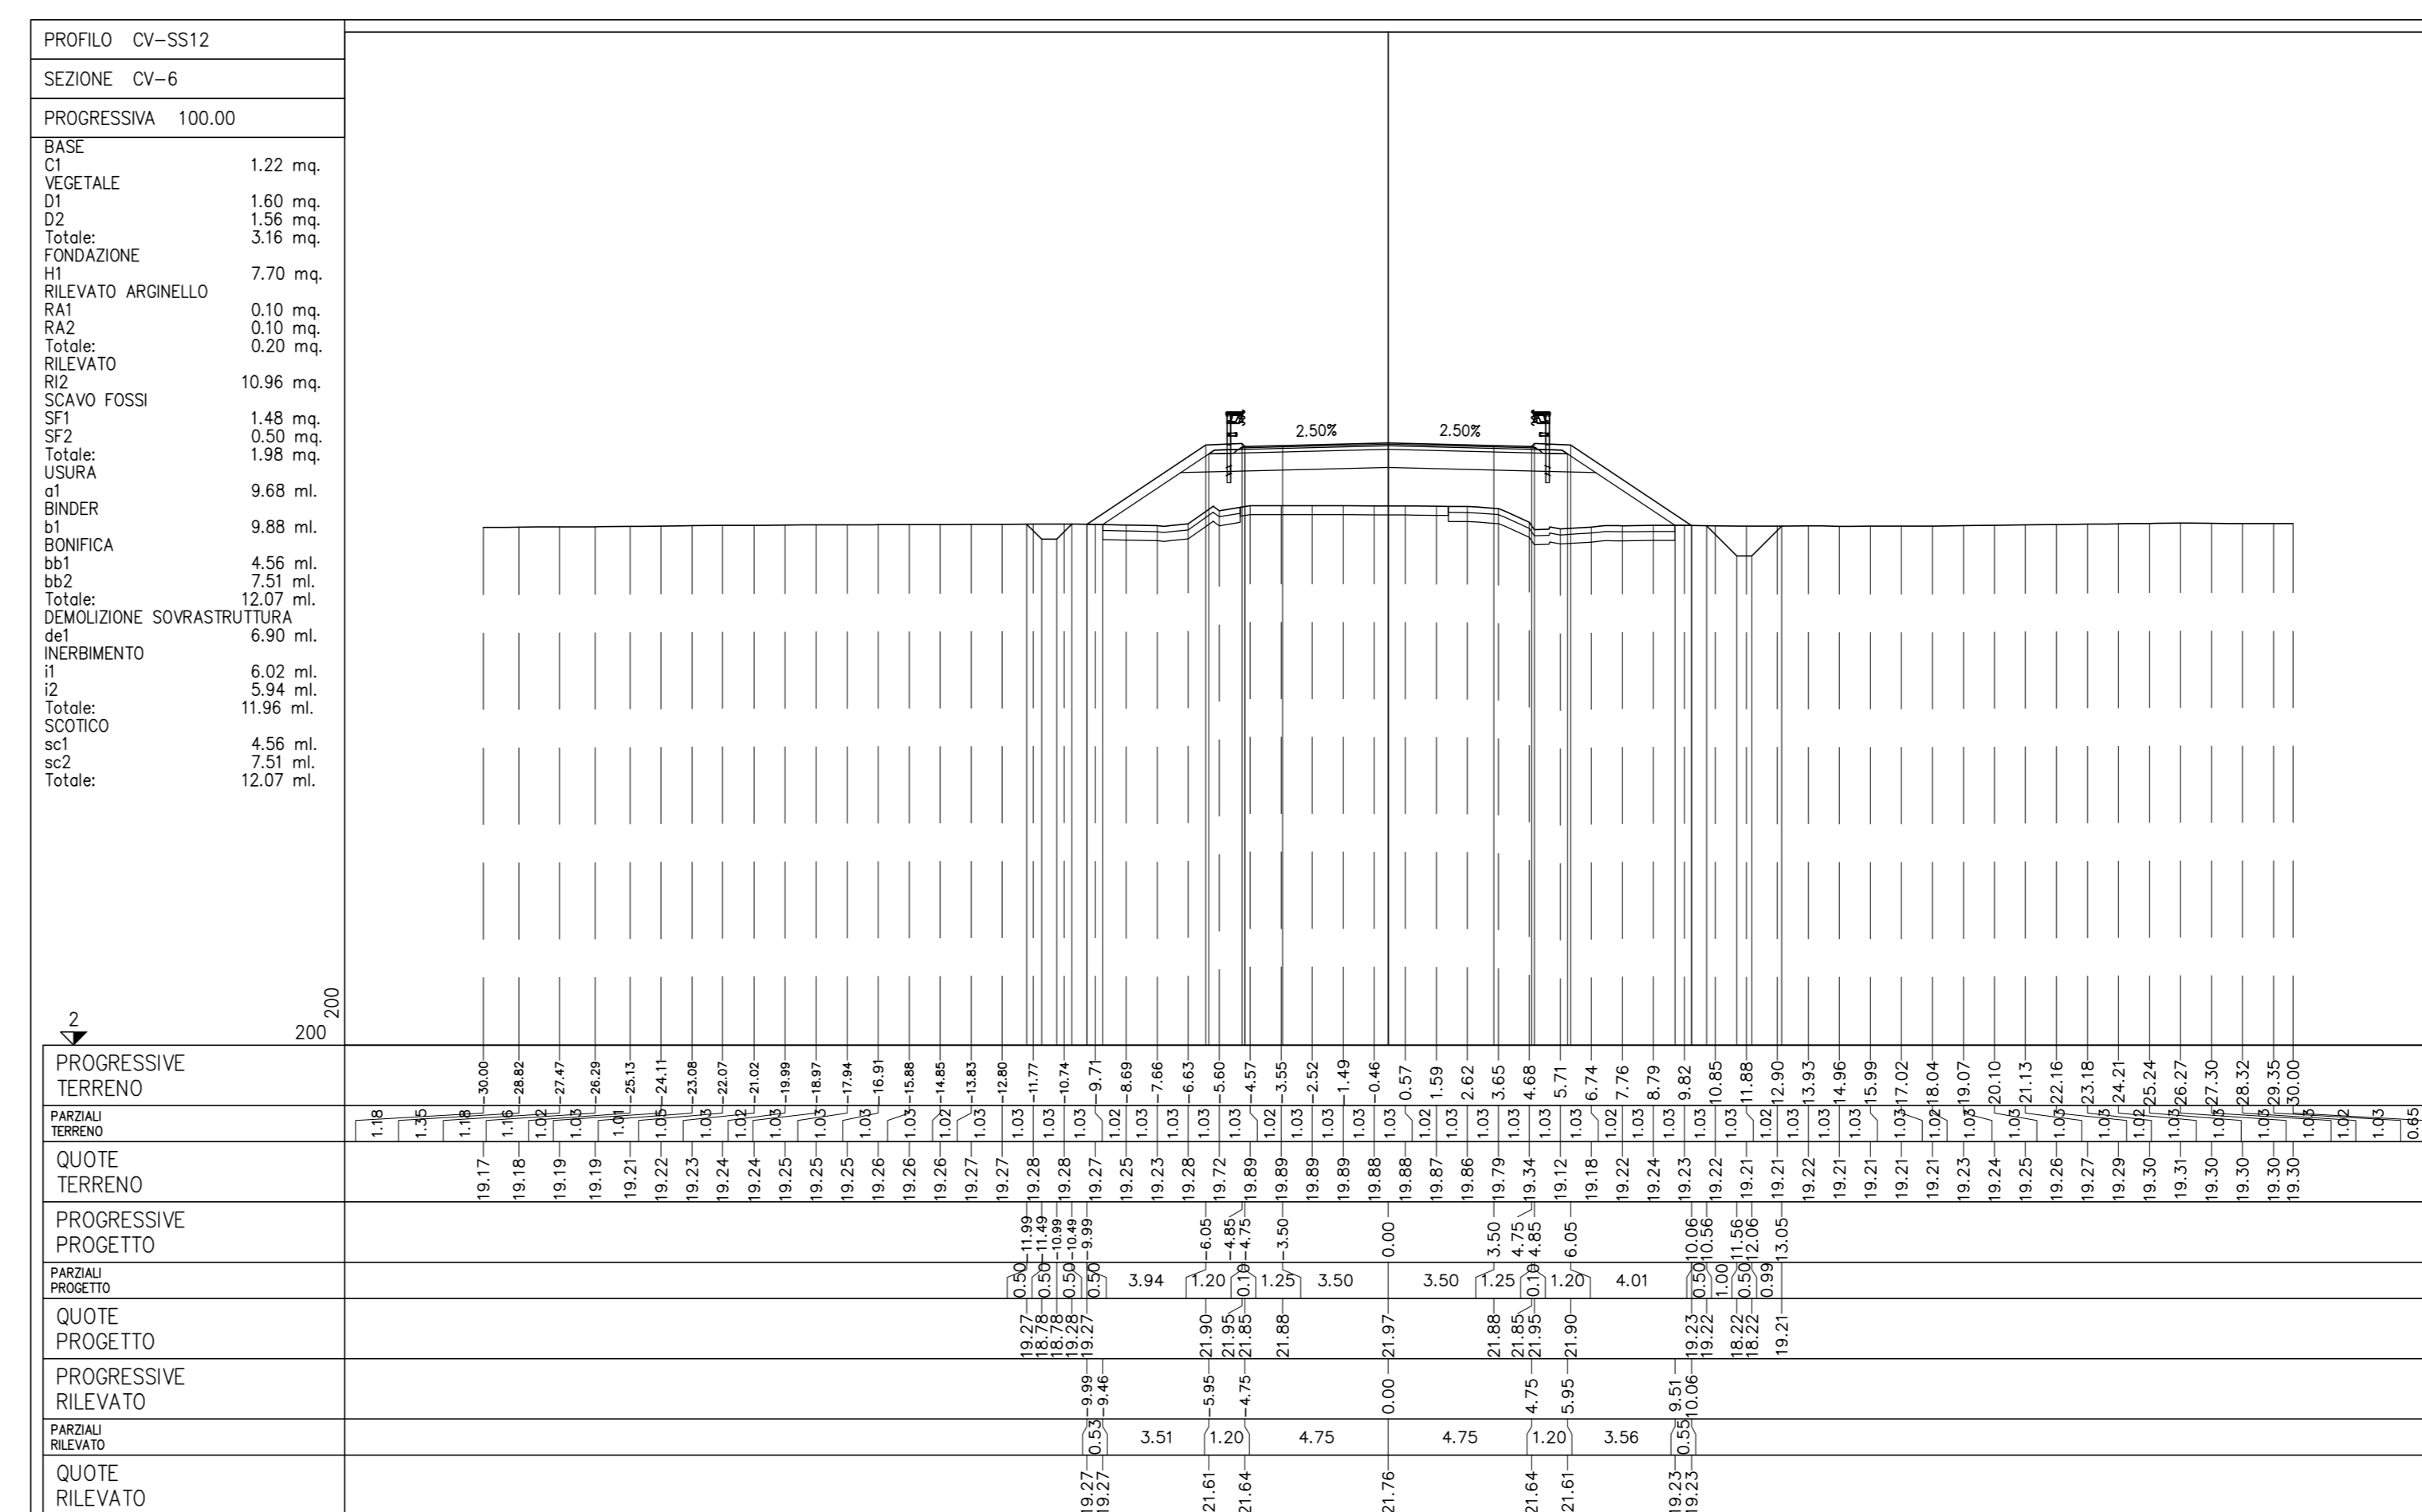 PROFILO CV-SS12
SEZIONE CV-6
PROGRESSIVA 100.00
BASE
C1 1.22 mq.
VEGETALE
D1 1.60 mq.
D2 1.56 mq.
Totale: 3.16 mq.
FONDAZIONE
H1 7.70 mq.
RILEVATO ARGINELLO
RA1 0.10 mq.
RA2 0.10 mq.
Totale: 0.20 mq.
RILEVATO
RI2 10.96 mq.
SCAVO FOSSI
SF1 1.48 mq.
SF2 0.50 mq.
Totale: 1.98 mq.
USURA
a1 9.68 ml.
BINDER
b1 9.88 ml.
BONIFICA
bb1 4.56 ml.
bb2 7.51 ml.
Totale: 12.07 ml.
DEMOLIZIONE SOVRASTRUTTURA
de1 6.90 ml.
INERBIMENTO
i1 6.02 ml.
i2 5.94 ml.
Totale: 11.96 ml.
SCOTICO
sc1 4.56 ml.
sc2 7.51 ml.
Totale: 12.07 ml.
2.50% 2.50%
2 200 200
PROGRESSIVE
TERRENO
-30.00 -28.82 -27.47 -26.29 -25.13 -24.11 -23.08 -22.07 -21.02 -19.99 -18.97 -17.94 -16.91 -15.88 -14.85 -13.83 -12.80 -11.77 -10.74 -9.71 -8.69 -7.66 -6.63 -5.60 -4.57 -3.55 -2.52 -1.49 -0.46 0.57 1.59 2.62 3.65 4.68 5.71 6.74 7.76 8.79 9.82 10.85 11.88 12.90 13.93 14.96 15.99 17.02 18.04 19.07 20.10 21.13 22.16 23.18 24.21 25.24 26.27 27.30 28.32 29.35 30.00
PARZIALI
TERRENO
1.18 1.35 1.18 1.16 1.02 1.03 1.01 1.05 1.03 1.02 1.03 1.03 1.03 1.02 1.03 1.03 1.03 1.02 1.03 1.03 1.03 1.02 1.03 1.03 1.03 1.02 1.03 1.03 1.03 1.03 1.02 1.03 1.03 1.03 1.02 1.03 1.03 1.03 1.02 1.03 1.03 1.02 1.03 1.03 1.03 1.02 1.03 0.65
QUOTE
TERRENO
19.17 19.18 19.19 19.19 19.21 19.22 19.23 19.24 19.24 19.25 19.25 19.25 19.26 19.26 19.26 19.27 19.27 19.28 19.28 19.27 19.25 19.23 19.28 19.72 19.89 19.89 19.89 19.89 19.88 19.88 19.87 19.86 19.79 19.34 19.12 19.18 19.22 19.24 19.23 19.22 19.21 19.21 19.22 19.21 19.21 19.21 19.21 19.23 19.24 19.25 19.26 19.27 19.29 19.30 19.31 19.30 19.30 19.30 19.30
PROGRESSIVE
PROGETTO
-11.99 -11.49 -10.99 -10.49 -9.99 -6.05 -4.85 -4.75 -3.50 0.00 3.50 4.75 4.85 6.05 10.06 10.56 11.56 12.06 13.05
PARZIALI
PROGETTO
0.50 0.50 0.50 0.50 3.94 1.20 0.10 1.25 3.50 3.50 1.25 0.10 1.20 4.01 0.50 1.00 0.50 0.99
QUOTE
PROGETTO
19.27 18.78 18.78 19.28 19.27 21.90 21.95 21.85 21.88 21.97 21.88 21.85 21.95 21.90 19.23 19.22 18.22 18.22 19.21
PROGRESSIVE
RILEVATO
-9.99 -9.46 -5.95 -4.75 0.00 4.75 5.95 9.51 10.06
PARZIALI
RILEVATO
0.53 3.51 1.20 4.75 4.75 1.20 3.56 0.55
QUOTE
RILEVATO
19.27 19.27 21.61 21.64 21.76 21.64 21.61 19.23 19.23